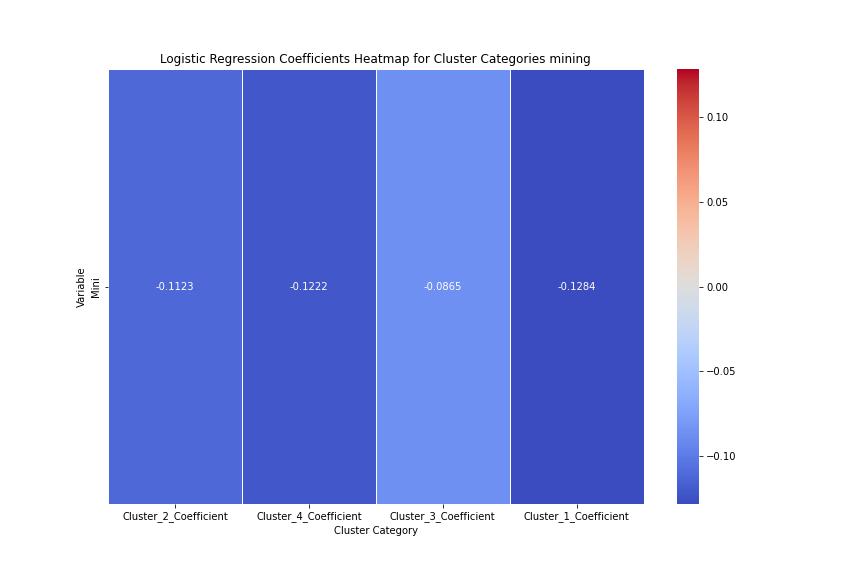 Logistic Regression Coefficients Heatmap for Cluster Categories mining
Variable
Mini
-0.1123
-0.1222
-0.0865
-0.1284
Cluster_2_Coefficient
Cluster_4_Coefficient
Cluster_3_Coefficient
Cluster_1_Coefficient
Cluster Category
0.10
0.05
0.00
−0.05
−0.10